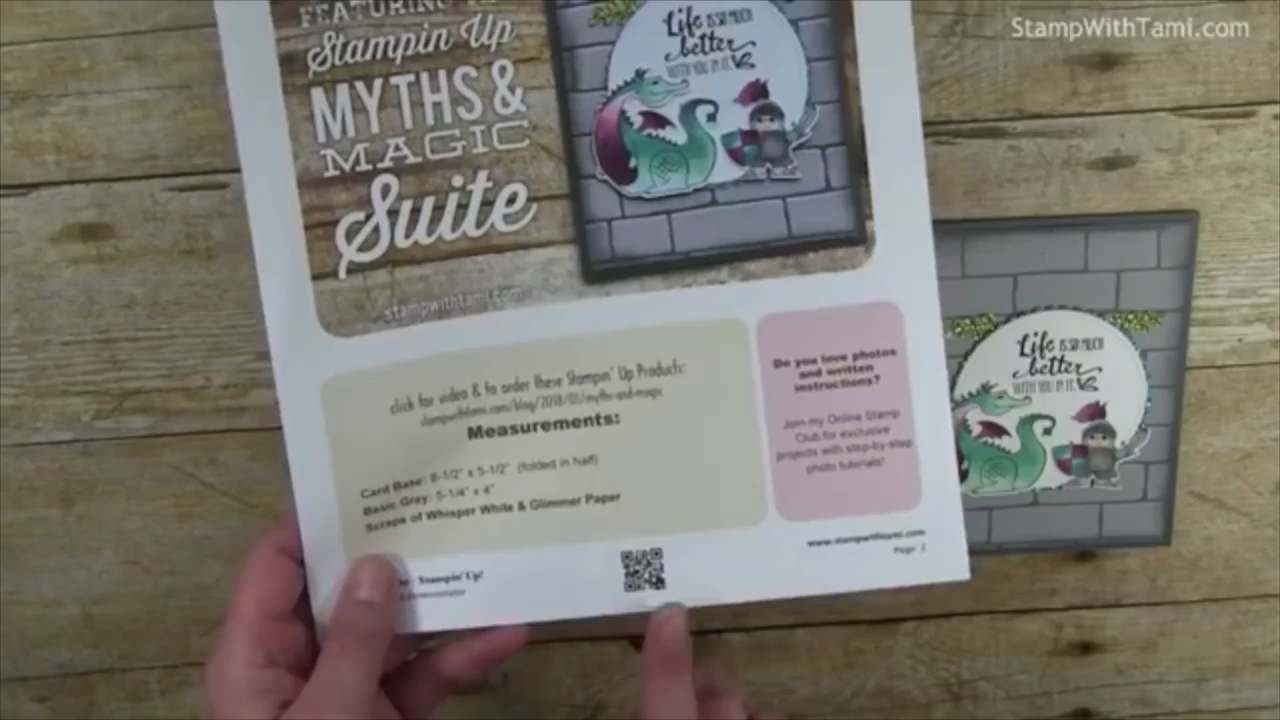 StampWithTami.com
FEATURING
Stampin Up
MYTHS &
MAGIC
Suite
stampwithtami.com
Life IS SO MUCH
better
WITH YOU IN IT
click for video & to order these Stampin' Up Products:
stampwithtami.com/blog/2018/01/myths-and-magic
Measurements:
Card Base: 8-1/2" x 5-1/2" (folded in half)
Basic Gray: 5-1/4" x 4"
Scraps of Whisper White & Glimmer Paper
Do you love photos
and written
instructions?
Join my Online Stamp
Club for exclusive
projects with step-by-step
photo tutorials!
Stampin' Up!
www.stampwithtami.com
Page
Life IS SO MUCH
better
WITH YOU IN IT